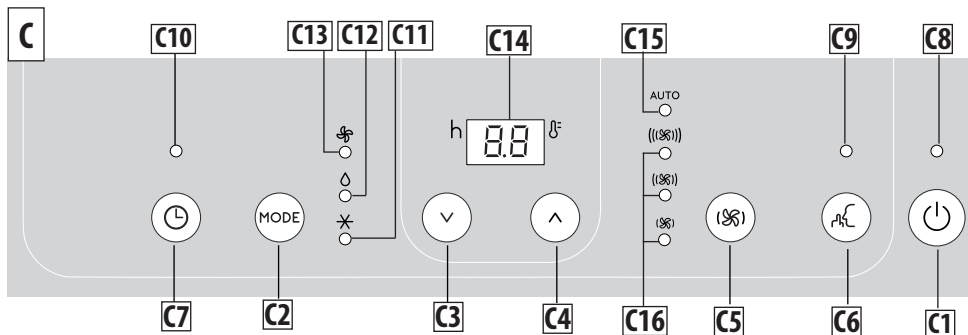 C
C10 C13 C12 C11 C14 C15 C9 C8
AUTO
h 8.8
MODE
C7 C2 C3 C4 C16 C5 C6 C1